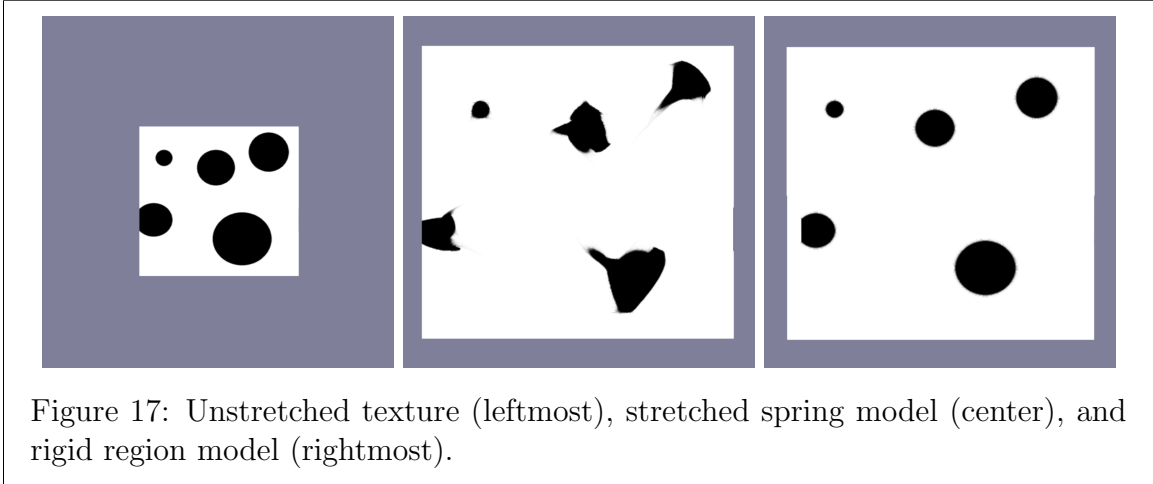 Figure 17: Unstretched texture (leftmost), stretched spring model (center), and
rigid region model (rightmost).